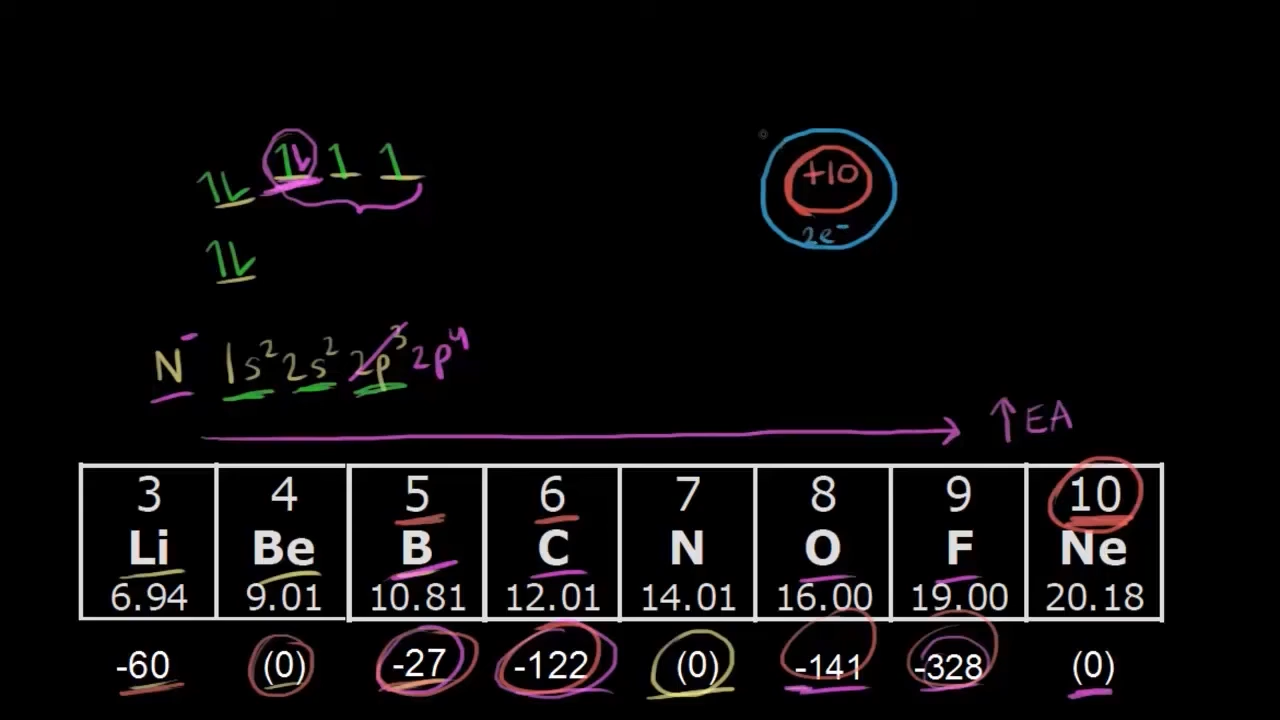 +10
2e⁻
N⁻ 1s² 2s² 2p³ 2p⁴
↑ EA
3 4 5 6 7 8 9 10
Li Be B C N O F Ne
6.94 9.01 10.81 12.01 14.01 16.00 19.00 20.18
-60 (0) -27 -122 (0) -141 -328 (0)